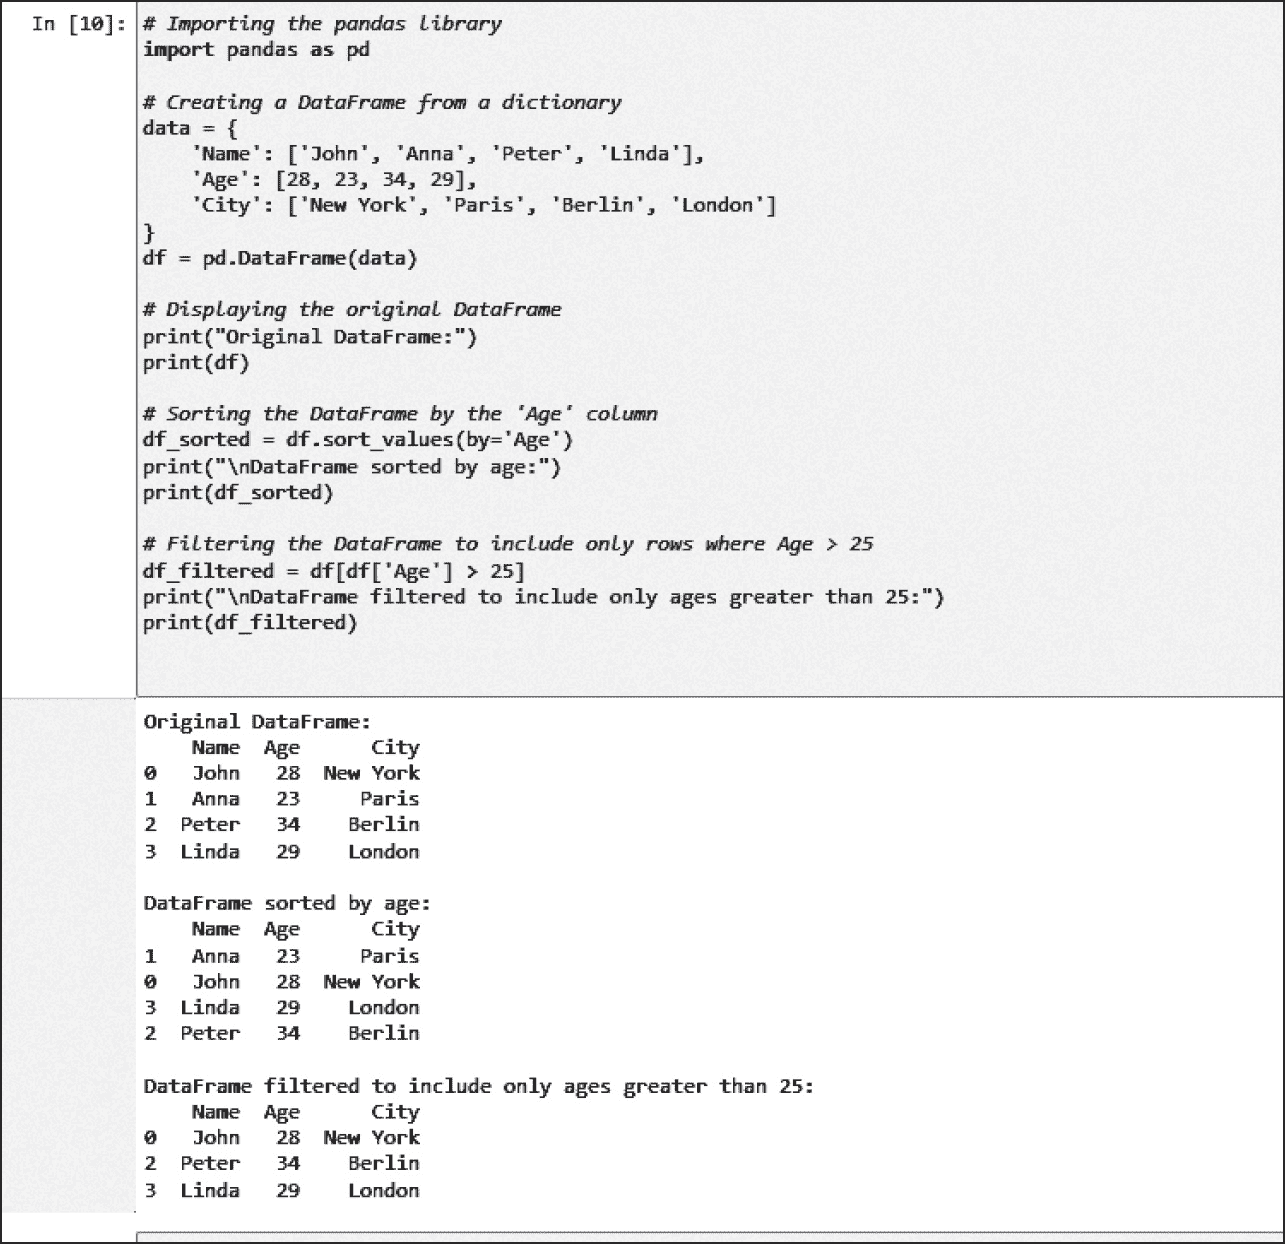 In [10]: # Importing the pandas library
import pandas as pd

# Creating a DataFrame from a dictionary
data = {
    'Name': ['John', 'Anna', 'Peter', 'Linda'],
    'Age': [28, 23, 34, 29],
    'City': ['New York', 'Paris', 'Berlin', 'London']
}
df = pd.DataFrame(data)

# Displaying the original DataFrame
print("Original DataFrame:")
print(df)

# Sorting the DataFrame by the 'Age' column
df_sorted = df.sort_values(by='Age')
print("\nDataFrame sorted by age:")
print(df_sorted)

# Filtering the DataFrame to include only rows where Age > 25
df_filtered = df[df['Age'] > 25]
print("\nDataFrame filtered to include only ages greater than 25:")
print(df_filtered)

Original DataFrame:
    Name  Age      City
0   John   28  New York
1   Anna   23     Paris
2  Peter   34    Berlin
3  Linda   29    London

DataFrame sorted by age:
    Name  Age      City
1   Anna   23     Paris
0   John   28  New York
3  Linda   29    London
2  Peter   34    Berlin

DataFrame filtered to include only ages greater than 25:
    Name  Age      City
0   John   28  New York
2  Peter   34    Berlin
3  Linda   29    London